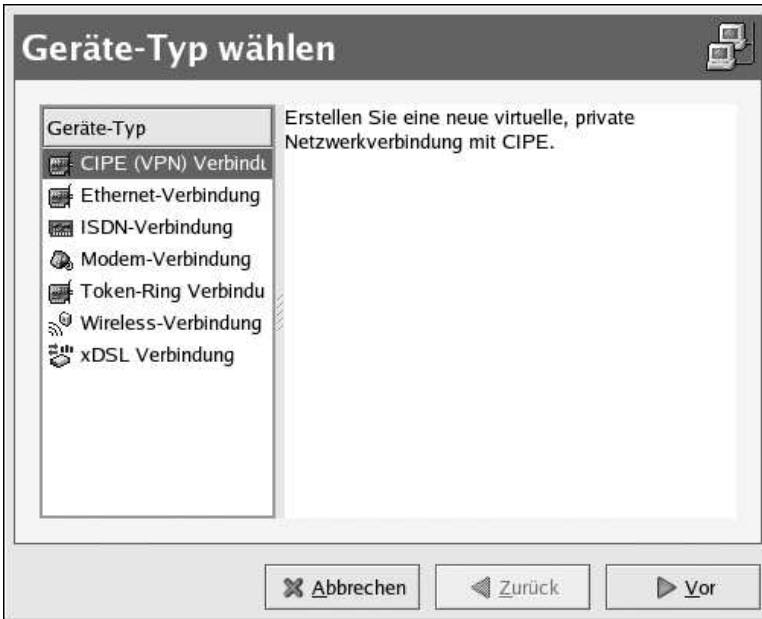 Geräte-Typ wählen
Geräte-Typ
CIPE (VPN) Verbindu
Ethernet-Verbindung
ISDN-Verbindung
Modem-Verbindung
Token-Ring Verbindu
Wireless-Verbindung
xDSL Verbindung
Erstellen Sie eine neue virtuelle, private
Netzwerkverbindung mit CIPE.
Abbrechen
Zurück
Vor